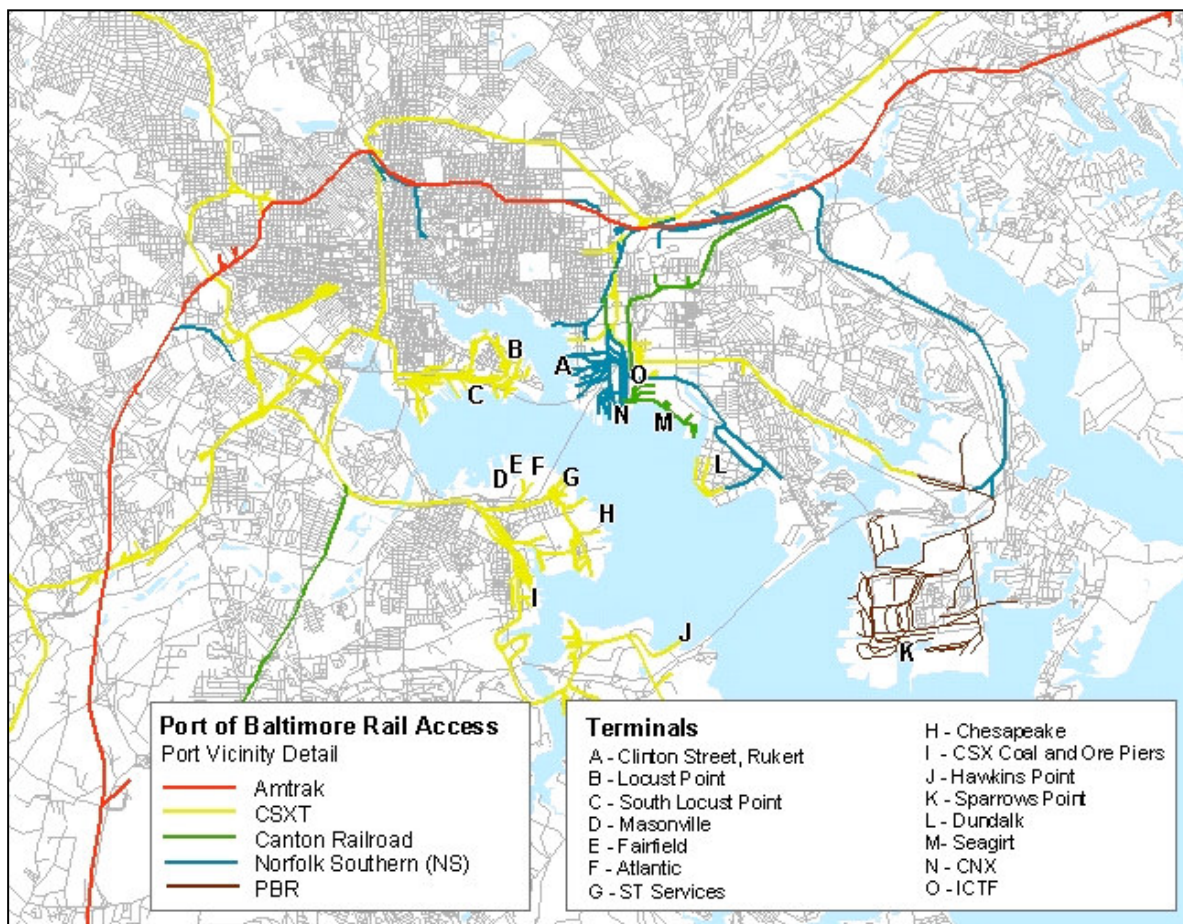 B
A
O
C
N
M
L
E
F
D
G
H
I
J
K
Port of Baltimore Rail Access
Port Vicinity Detail
Amtrak
CSXT
Canton Railroad
Norfolk Southern (NS)
PBR
Terminals
A - Clinton Street, Rukert
B - Locust Point
C - South Locust Point
D - Masonville
E - Fairfield
F - Atlantic
G - ST Services
H - Chesapeake
I - CSX Coal and Ore Piers
J - Hawkins Point
K - Sparrows Point
L - Dundalk
M- Seagirt
N - CNX
O - ICTF